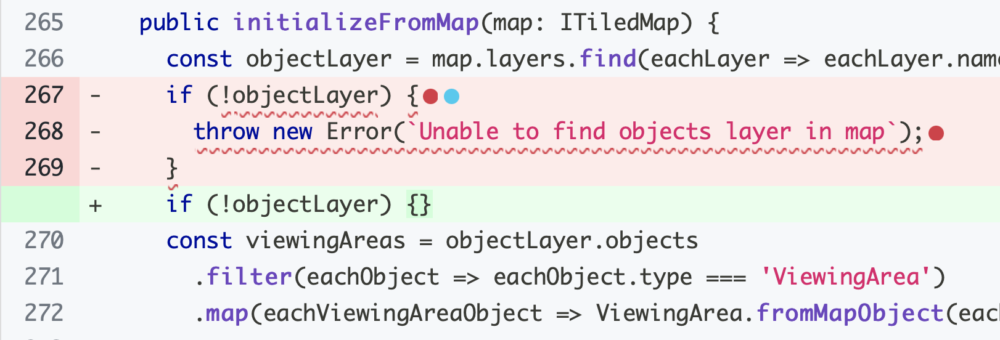 265 public initializeFromMap(map: ITiledMap) {
266 const objectLayer = map.layers.find(eachLayer => eachLayer.name
267 - if (!objectLayer) {
268 - throw new Error(`Unable to find objects layer in map`);
269 - }
+ if (!objectLayer) {}
270 const viewingAreas = objectLayer.objects
271 .filter(eachObject => eachObject.type === 'ViewingArea')
272 .map(eachViewingAreaObject => ViewingArea.fromMapObject(eac